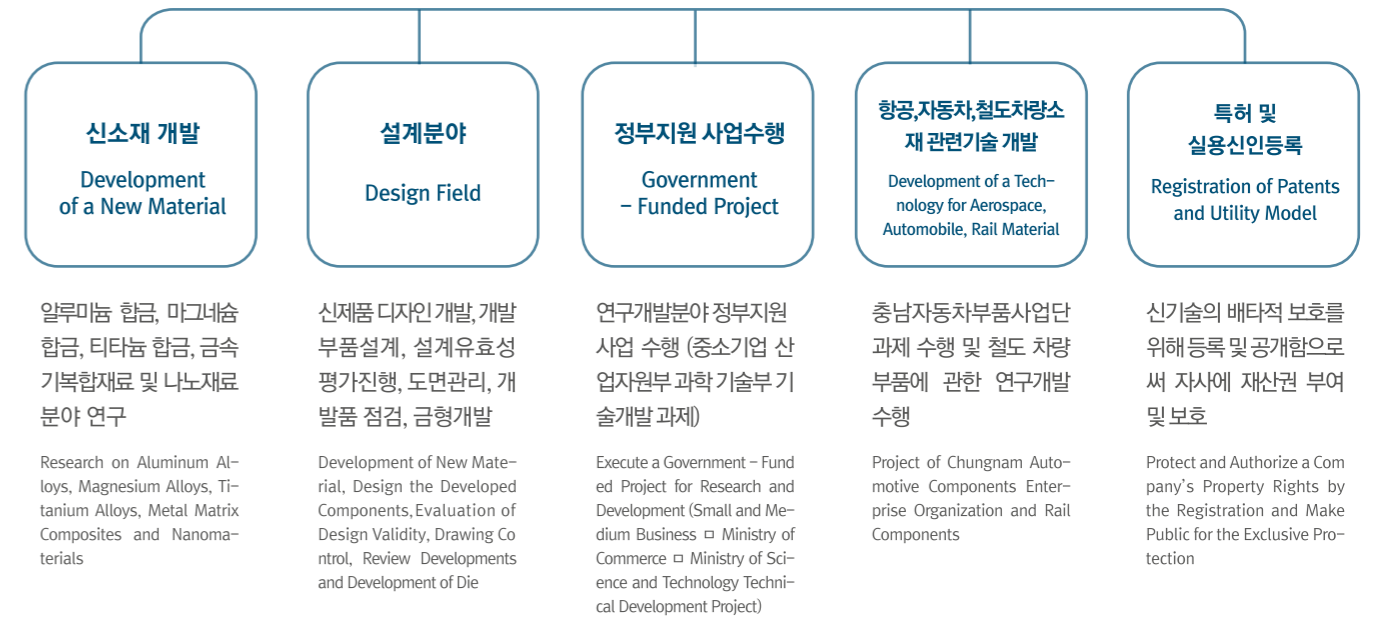 신소재 개발
Development
of a New Material
알루미늄 합금, 마그네슘
합금, 티타늄 합금, 금속
기복합재료 및 나노재료
분야 연구
Research on Aluminum Al–
loys, Magnesium Alloys, Ti–
tanium Alloys, Metal Matrix
Composites and Nanoma–
terials
설계분야
Design Field
신제품 디자인 개발, 개발
부품설계, 설계유효성
평가진행, 도면관리, 개
발품 점검, 금형개발
Development of New Mate–
rial, Design the Developed
Components, Evaluation of
Design Validity, Drawing Co
ntrol, Review Developments
and Development of Die
정부지원 사업수행
Government
– Funded Project
연구개발분야 정부지원
사업 수행 (중소기업 산
업자원부 과학 기술부 기
술개발 과제)
Execute a Government – Fund
ed Project for Research and
Development (Small and Me–
dium Business ㅁ Ministry of
Commerce ㅁ Ministry of Sci–
ence and Technology Techni–
cal Development Project)
항공,자동차,철도차량소
재 관련기술 개발
Development of a Tech–
nology for Aerospace,
Automobile, Rail Material
충남자동차부품사업단
과제 수행 및 철도 차량
부품에 관한 연구개발
수행
Project of Chungnam Auto–
motive Components Enter–
prise Organization and Rail
Components
특허 및
실용신인등록
Registration of Patents
and Utility Model
신기술의 배타적 보호를
위해 등록 및 공개함으로
써 자사에 재산권 부여
및 보호
Protect and Authorize a Com
pany's Property Rights by
the Registration and Make
Public for the Exclusive Pro–
tection